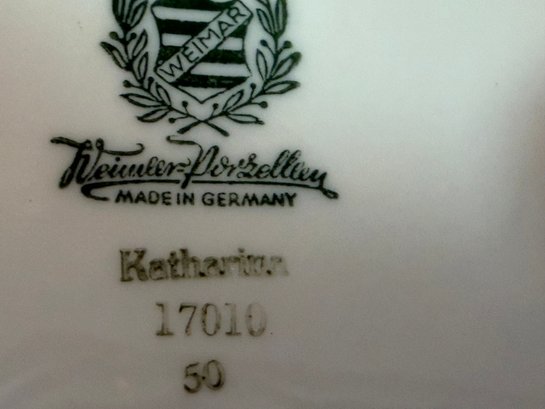 WEIMAR
Weimar-Porzellan
MADE IN GERMANY
Katharina
17010
50